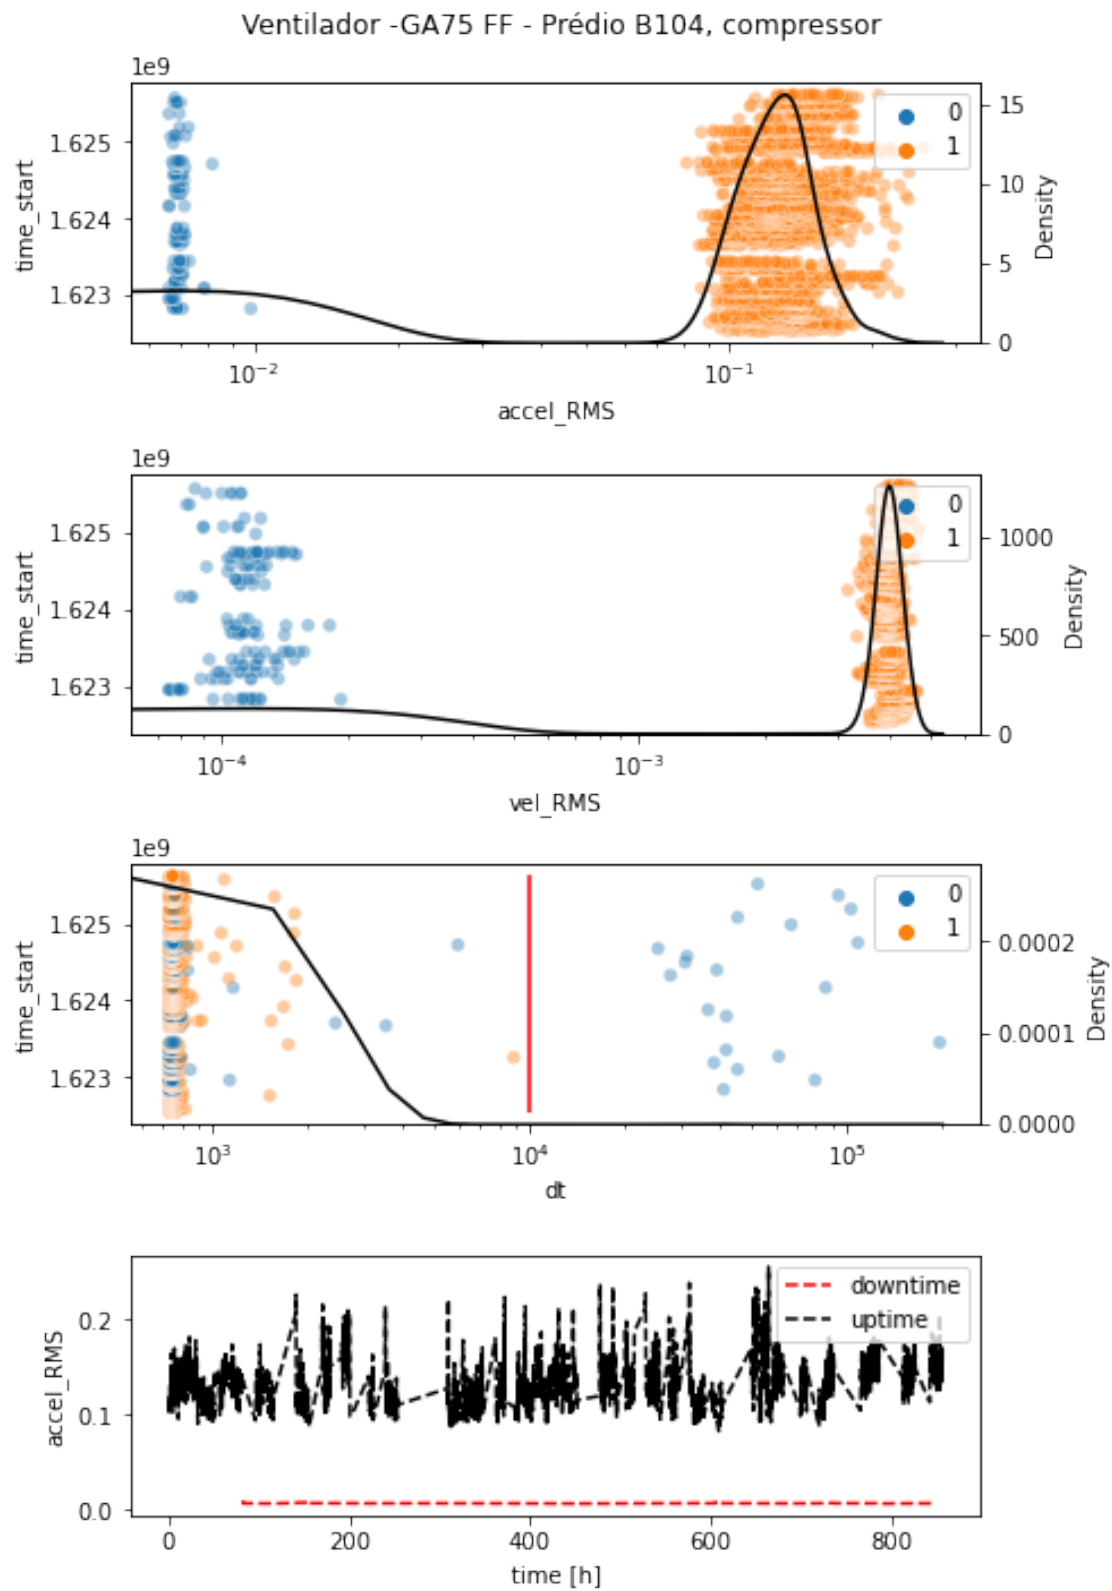 Ventilador -GA75 FF - Prédio B104, compressor
1e9
0
1
15
10
5
0
1.625
1.624
1.623
time_start
Density
10⁻²
10⁻¹
accel_RMS
1e9
0
1
1000
500
0
1.625
1.624
1.623
time_start
Density
10⁻⁴
10⁻³
vel_RMS
1e9
0
1
0.0002
0.0001
0.0000
1.625
1.624
1.623
time_start
Density
10³
10⁴
10⁵
dt
downtime
uptime
0.2
0.1
0.0
accel_RMS
0
200
400
600
800
time [h]